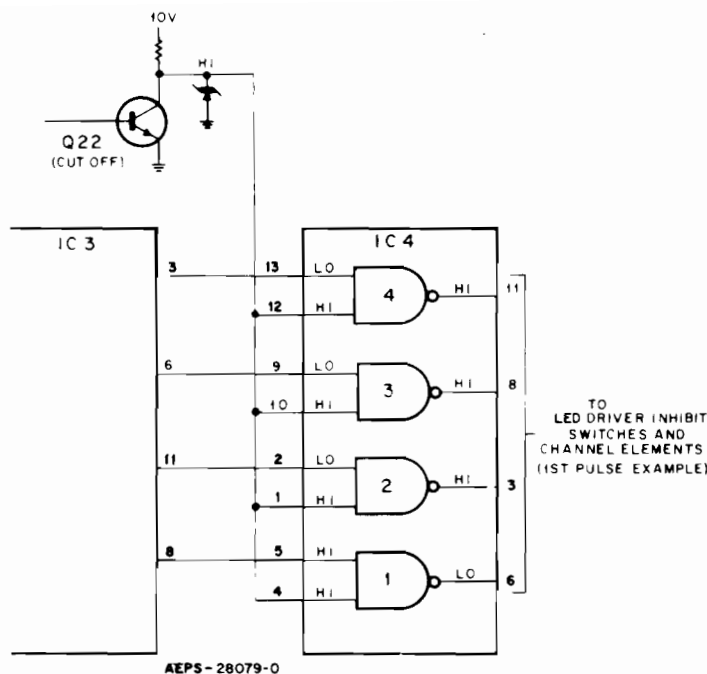 10V
HI
Q22
(CUT OFF)
IC 3
IC 4
3 13 LO
4
HI 11
12 HI
6 9 LO
3
HI 8
10 HI
11 2 LO
2
HI 3
1 HI
8 5 HI
1
LO 6
4 HI
TO
LED DRIVER INHIBIT
SWITCHES AND
CHANNEL ELEMENTS
(1ST PULSE EXAMPLE)
AEPS-28079-0